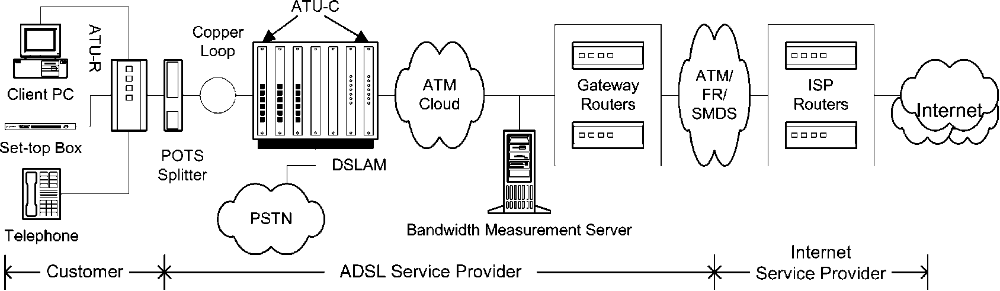 ATU-C
Client PC
ATU-R
Set-top Box
Telephone
POTS
Splitter
Copper
Loop
DSLAM
PSTN
ATM
Cloud
Bandwidth Measurement Server
Gateway
Routers
ATM/
FR/
SMDS
ISP
Routers
Internet
Customer
ADSL Service Provider
Internet
Service Provider